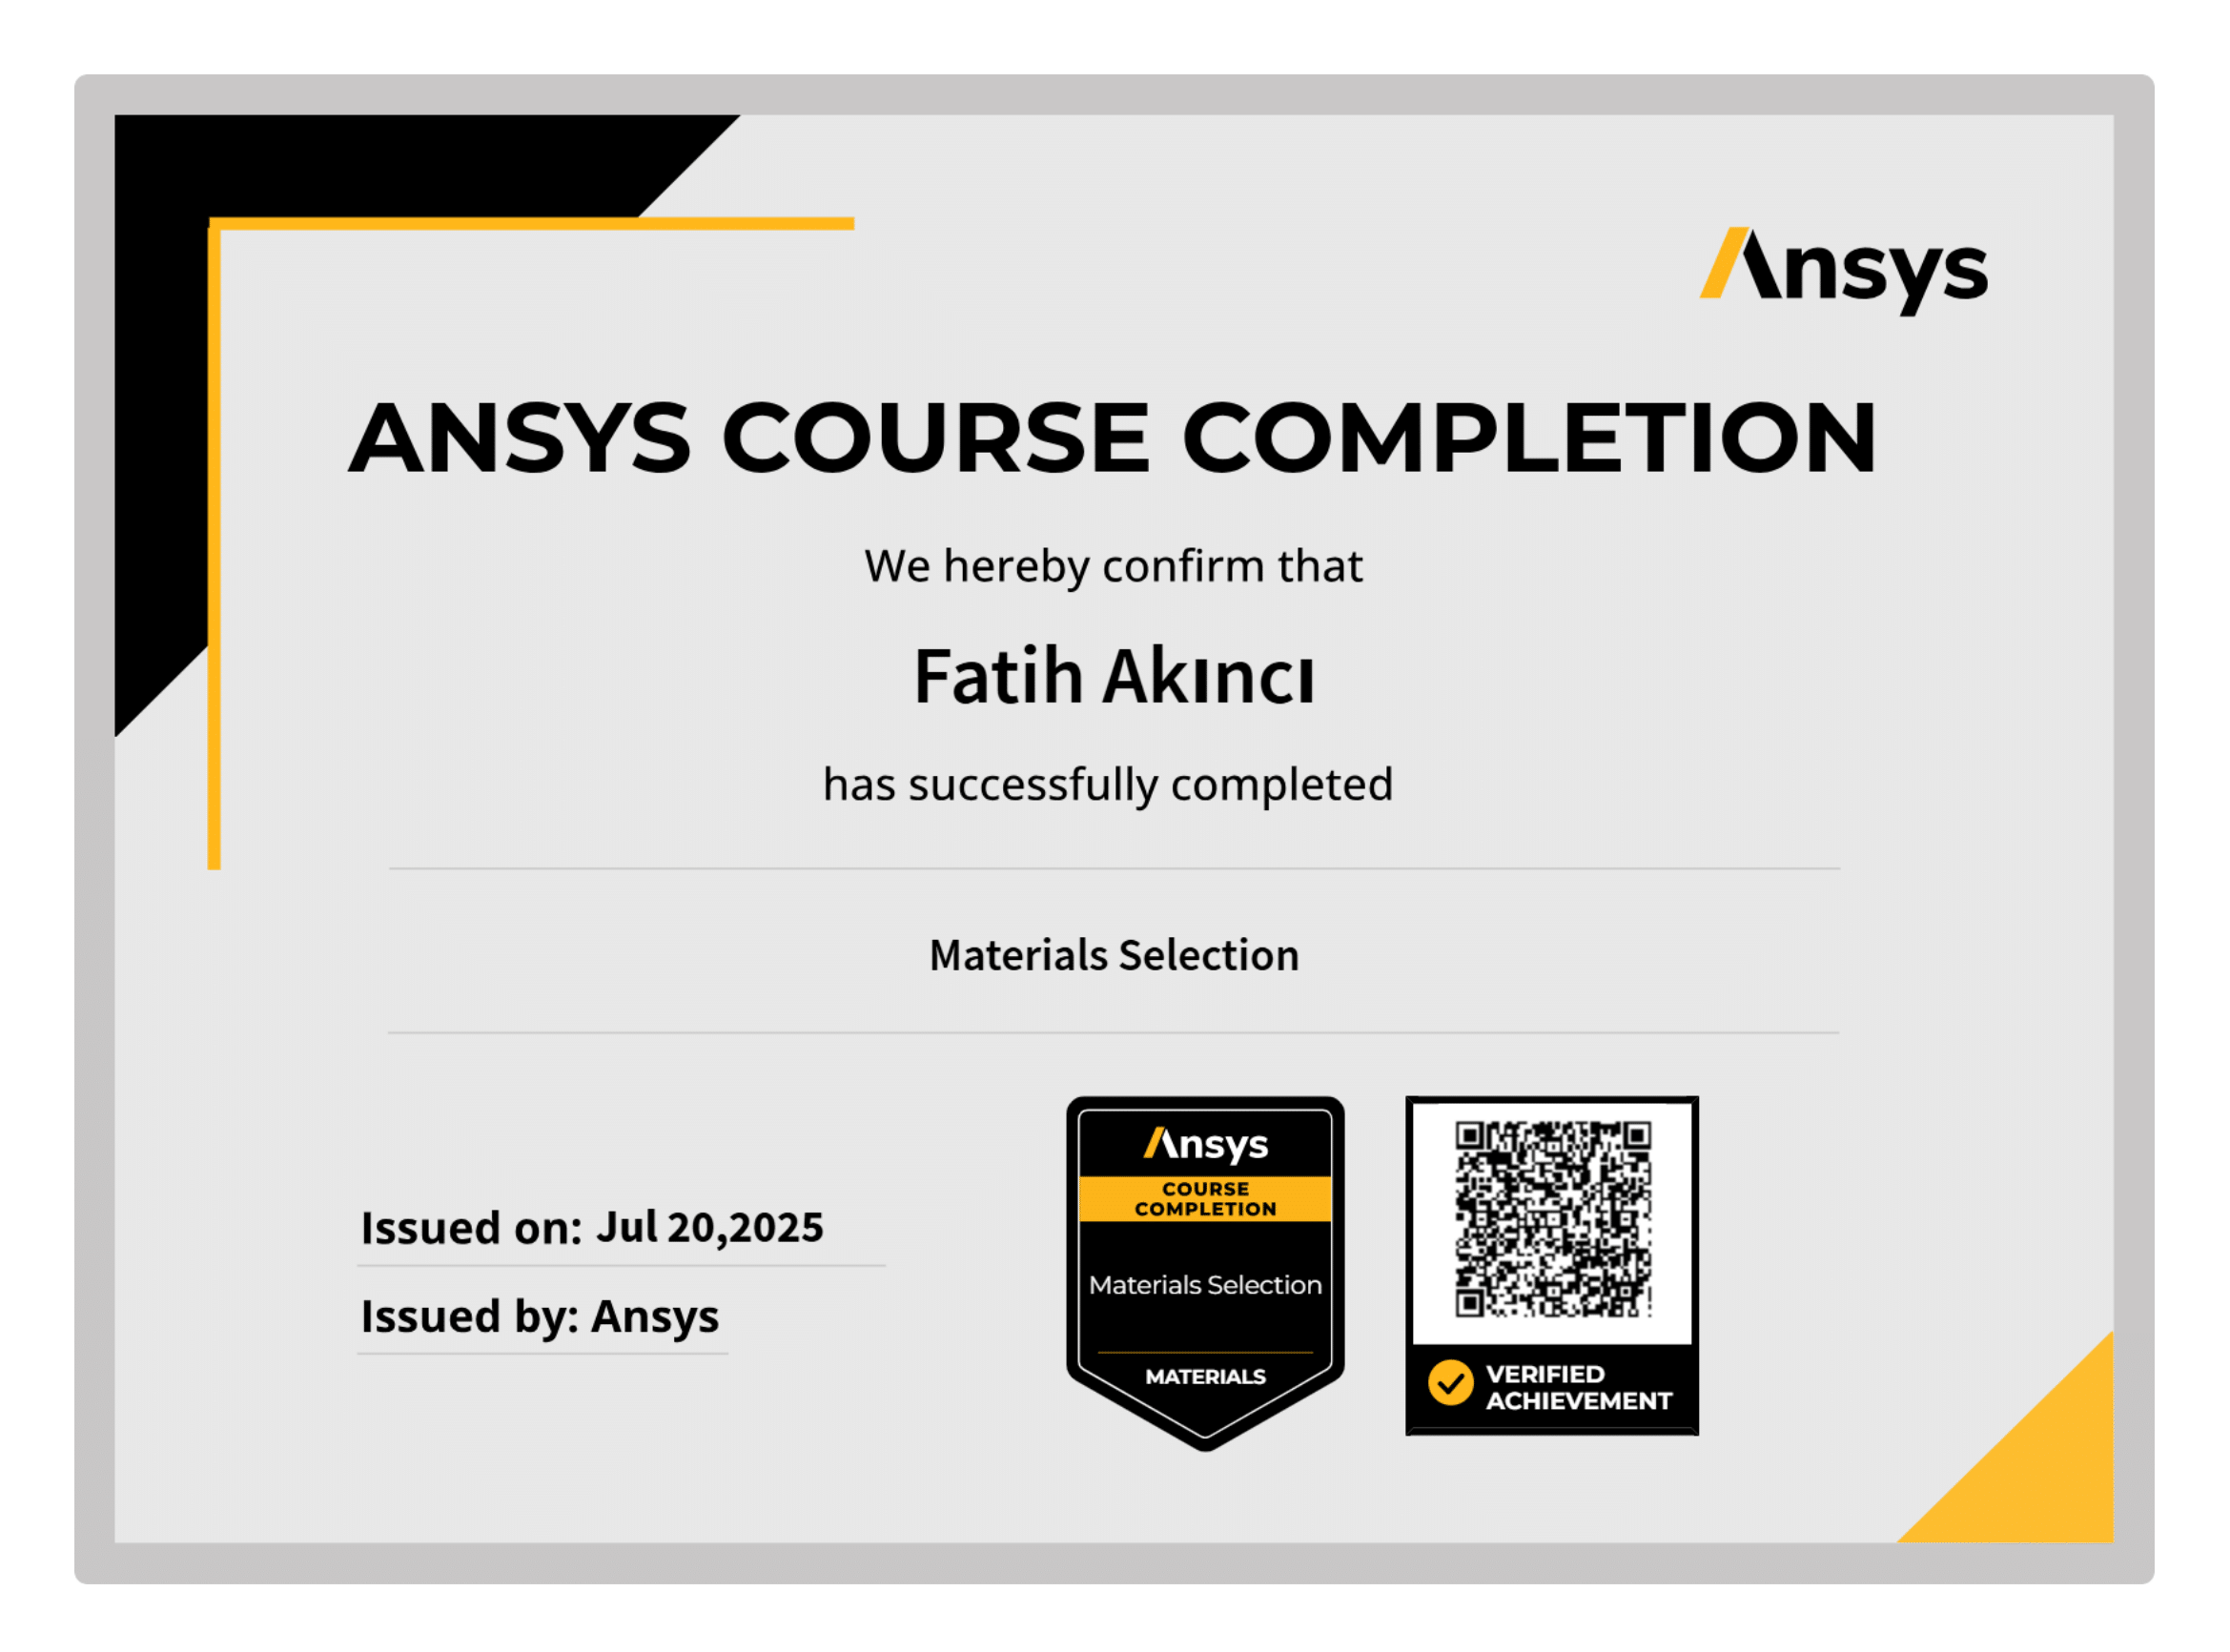 Ansys
ANSYS COURSE COMPLETION
We hereby confirm that
Fatih Akıncı
has successfully completed
Materials Selection
Issued on: Jul 20,2025
Issued by: Ansys
Ansys
COURSE
COMPLETION
Materials Selection
MATERIALS
VERIFIED
ACHIEVEMENT